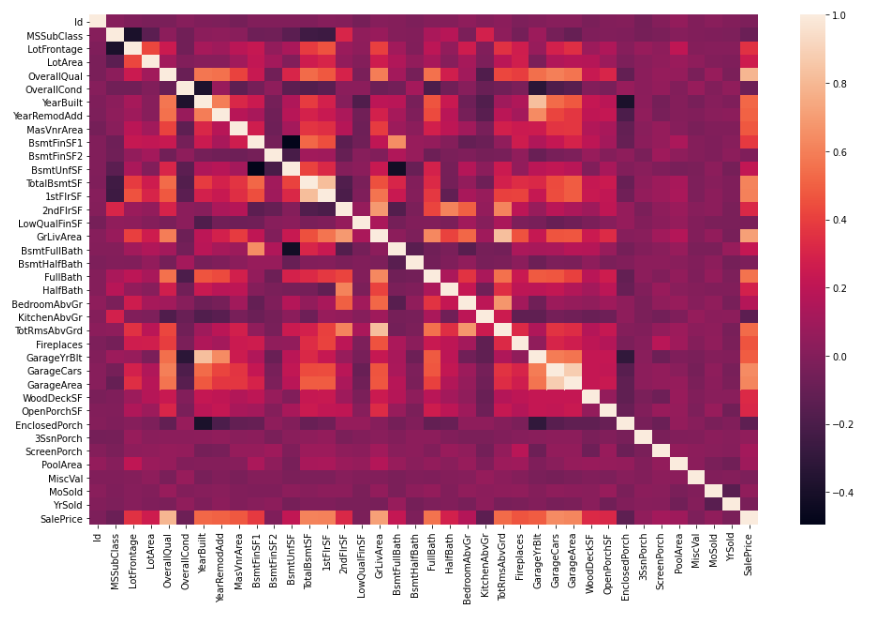 Id
MSSubClass
LotFrontage
LotArea
OverallQual
OverallCond
YearBuilt
YearRemodAdd
MasVnrArea
BsmtFinSF1
BsmtFinSF2
BsmtUnfSF
TotalBsmtSF
1stFlrSF
2ndFlrSF
LowQualFinSF
GrLivArea
BsmtFullBath
BsmtHalfBath
FullBath
HalfBath
BedroomAbvGr
KitchenAbvGr
TotRmsAbvGrd
Fireplaces
GarageYrBlt
GarageCars
GarageArea
WoodDeckSF
OpenPorchSF
EnclosedPorch
3SsnPorch
ScreenPorch
PoolArea
MiscVal
MoSold
YrSold
SalePrice
Id
MSSubClass
LotFrontage
LotArea
OverallQual
OverallCond
YearBuilt
YearRemodAdd
MasVnrArea
BsmtFinSF1
BsmtFinSF2
BsmtUnfSF
TotalBsmtSF
1stFlrSF
2ndFlrSF
LowQualFinSF
GrLivArea
BsmtFullBath
BsmtHalfBath
FullBath
HalfBath
BedroomAbvGr
KitchenAbvGr
TotRmsAbvGrd
Fireplaces
GarageYrBlt
GarageCars
GarageArea
WoodDeckSF
OpenPorchSF
EnclosedPorch
3SsnPorch
ScreenPorch
PoolArea
MiscVal
MoSold
YrSold
SalePrice
1.0
0.8
0.6
0.4
0.2
0.0
−0.2
−0.4